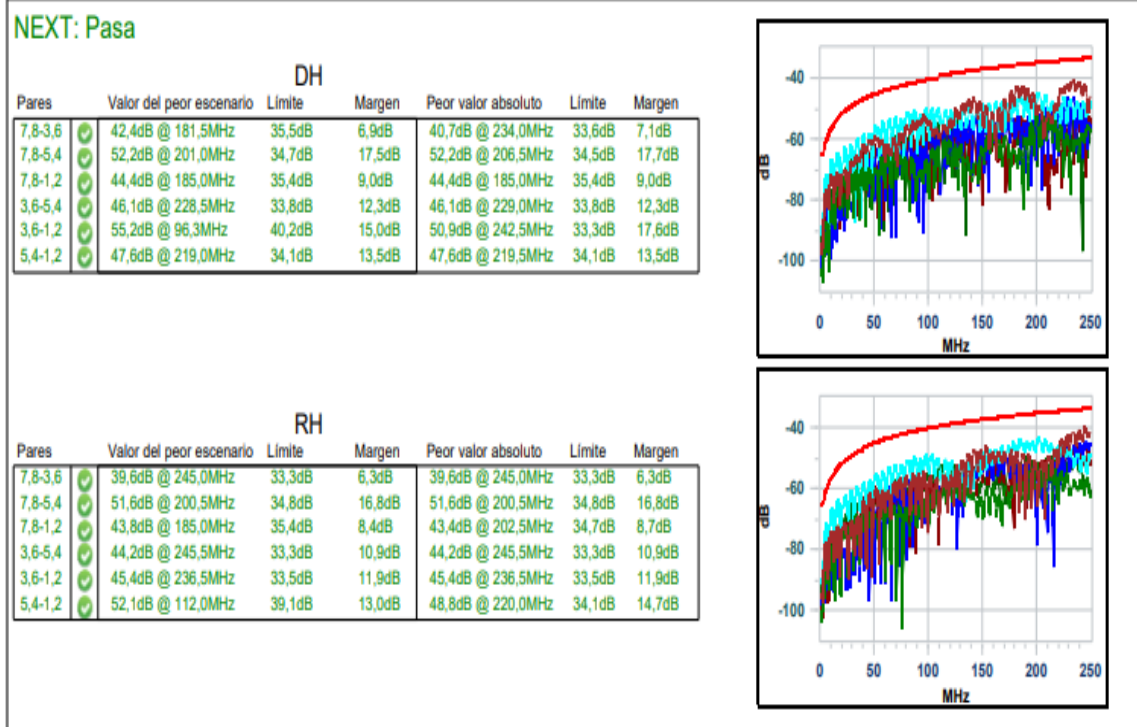 NEXT: Pasa
DH
Pares Valor del peor escenario Límite Margen Peor valor absoluto Límite Margen
7,8-3,6 42,4dB @ 181,5MHz 35,5dB 6,9dB 40,7dB @ 234,0MHz 33,6dB 7,1dB
7,8-5,4 52,2dB @ 201,0MHz 34,7dB 17,5dB 52,2dB @ 206,5MHz 34,5dB 17,7dB
7,8-1,2 44,4dB @ 185,0MHz 35,4dB 9,0dB 44,4dB @ 185,0MHz 35,4dB 9,0dB
3,6-5,4 46,1dB @ 228,5MHz 33,8dB 12,3dB 46,1dB @ 229,0MHz 33,8dB 12,3dB
3,6-1,2 55,2dB @ 96,3MHz 40,2dB 15,0dB 50,9dB @ 242,5MHz 33,3dB 17,6dB
5,4-1,2 47,6dB @ 219,0MHz 34,1dB 13,5dB 47,6dB @ 219,5MHz 34,1dB 13,5dB
-40
-60
-80
-100
dB
0 50 100 150 200 250
MHz
RH
Pares Valor del peor escenario Límite Margen Peor valor absoluto Límite Margen
7,8-3,6 39,6dB @ 245,0MHz 33,3dB 6,3dB 39,6dB @ 245,0MHz 33,3dB 6,3dB
7,8-5,4 51,6dB @ 200,5MHz 34,8dB 16,8dB 51,6dB @ 200,5MHz 34,8dB 16,8dB
7,8-1,2 43,8dB @ 185,0MHz 35,4dB 8,4dB 43,4dB @ 202,5MHz 34,7dB 8,7dB
3,6-5,4 44,2dB @ 245,5MHz 33,3dB 10,9dB 44,2dB @ 245,5MHz 33,3dB 10,9dB
3,6-1,2 45,4dB @ 236,5MHz 33,5dB 11,9dB 45,4dB @ 236,5MHz 33,5dB 11,9dB
5,4-1,2 52,1dB @ 112,0MHz 39,1dB 13,0dB 48,8dB @ 220,0MHz 34,1dB 14,7dB
-40
-60
-80
-100
dB
0 50 100 150 200 250
MHz